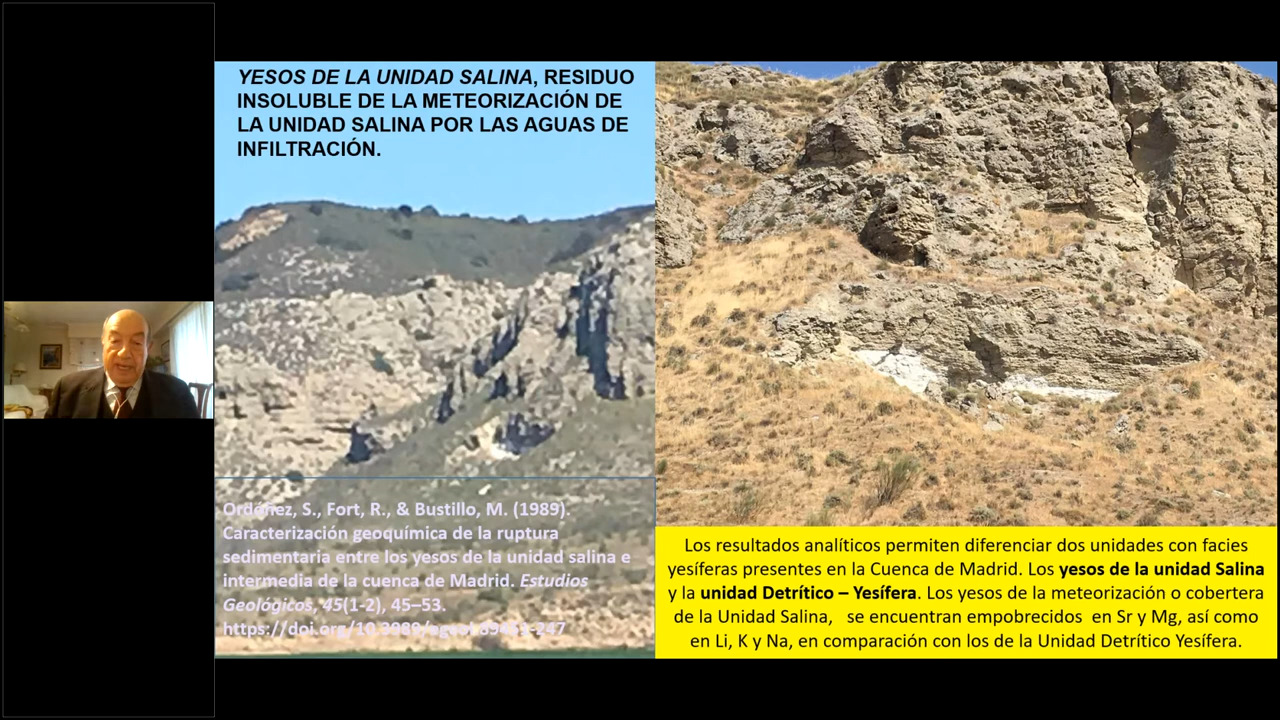 YESOS DE LA UNIDAD SALINA, RESIDUO
INSOLUBLE DE LA METEORIZACIÓN DE
LA UNIDAD SALINA POR LAS AGUAS DE
INFILTRACIÓN.
Ordóñez, S., Fort, R., & Bustillo, M. (1989).
Caracterización geoquímica de la ruptura
sedimentaria entre los yesos de la unidad salina e
intermedia de la cuenca de Madrid. Estudios
Geológicos, 45(1-2), 45–53.
Los resultados analíticos permiten diferenciar dos unidades con facies
yesíferas presentes en la Cuenca de Madrid. Los yesos de la unidad Salina
y la unidad Detrítico – Yesífera. Los yesos de la meteorización o cobertera
de la Unidad Salina, se encuentran empobrecidos en Sr y Mg, así como
en Li, K y Na, en comparación con los de la Unidad Detrítico Yesífera.